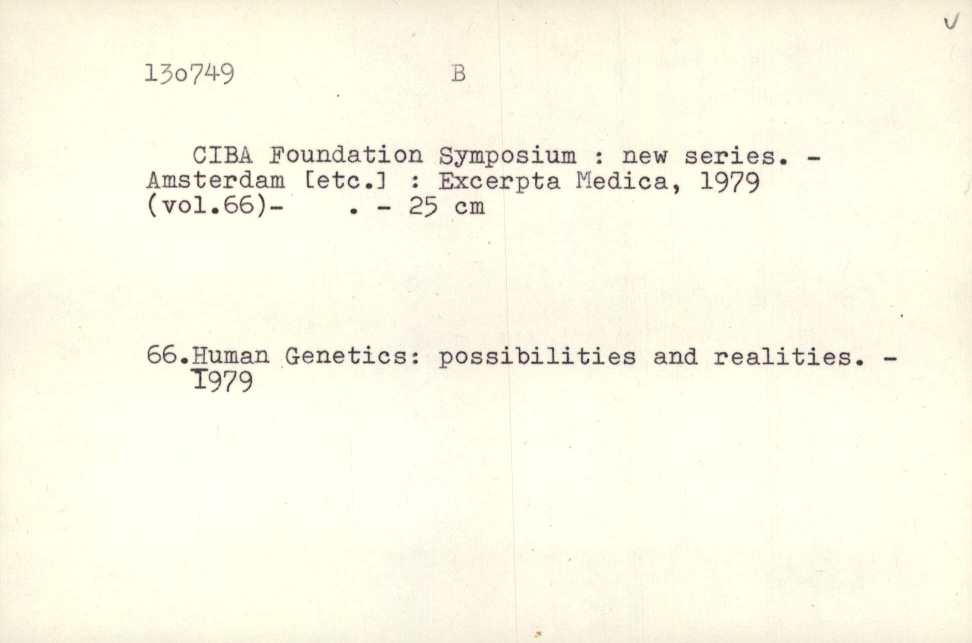 130749 B
CIBA Foundation Symposium : new series. -
Amsterdam [etc.] : Excerpta Medica, 1979
(vol.66)- . - 25 cm
66.Human Genetics: possibilities and realities. -
1979